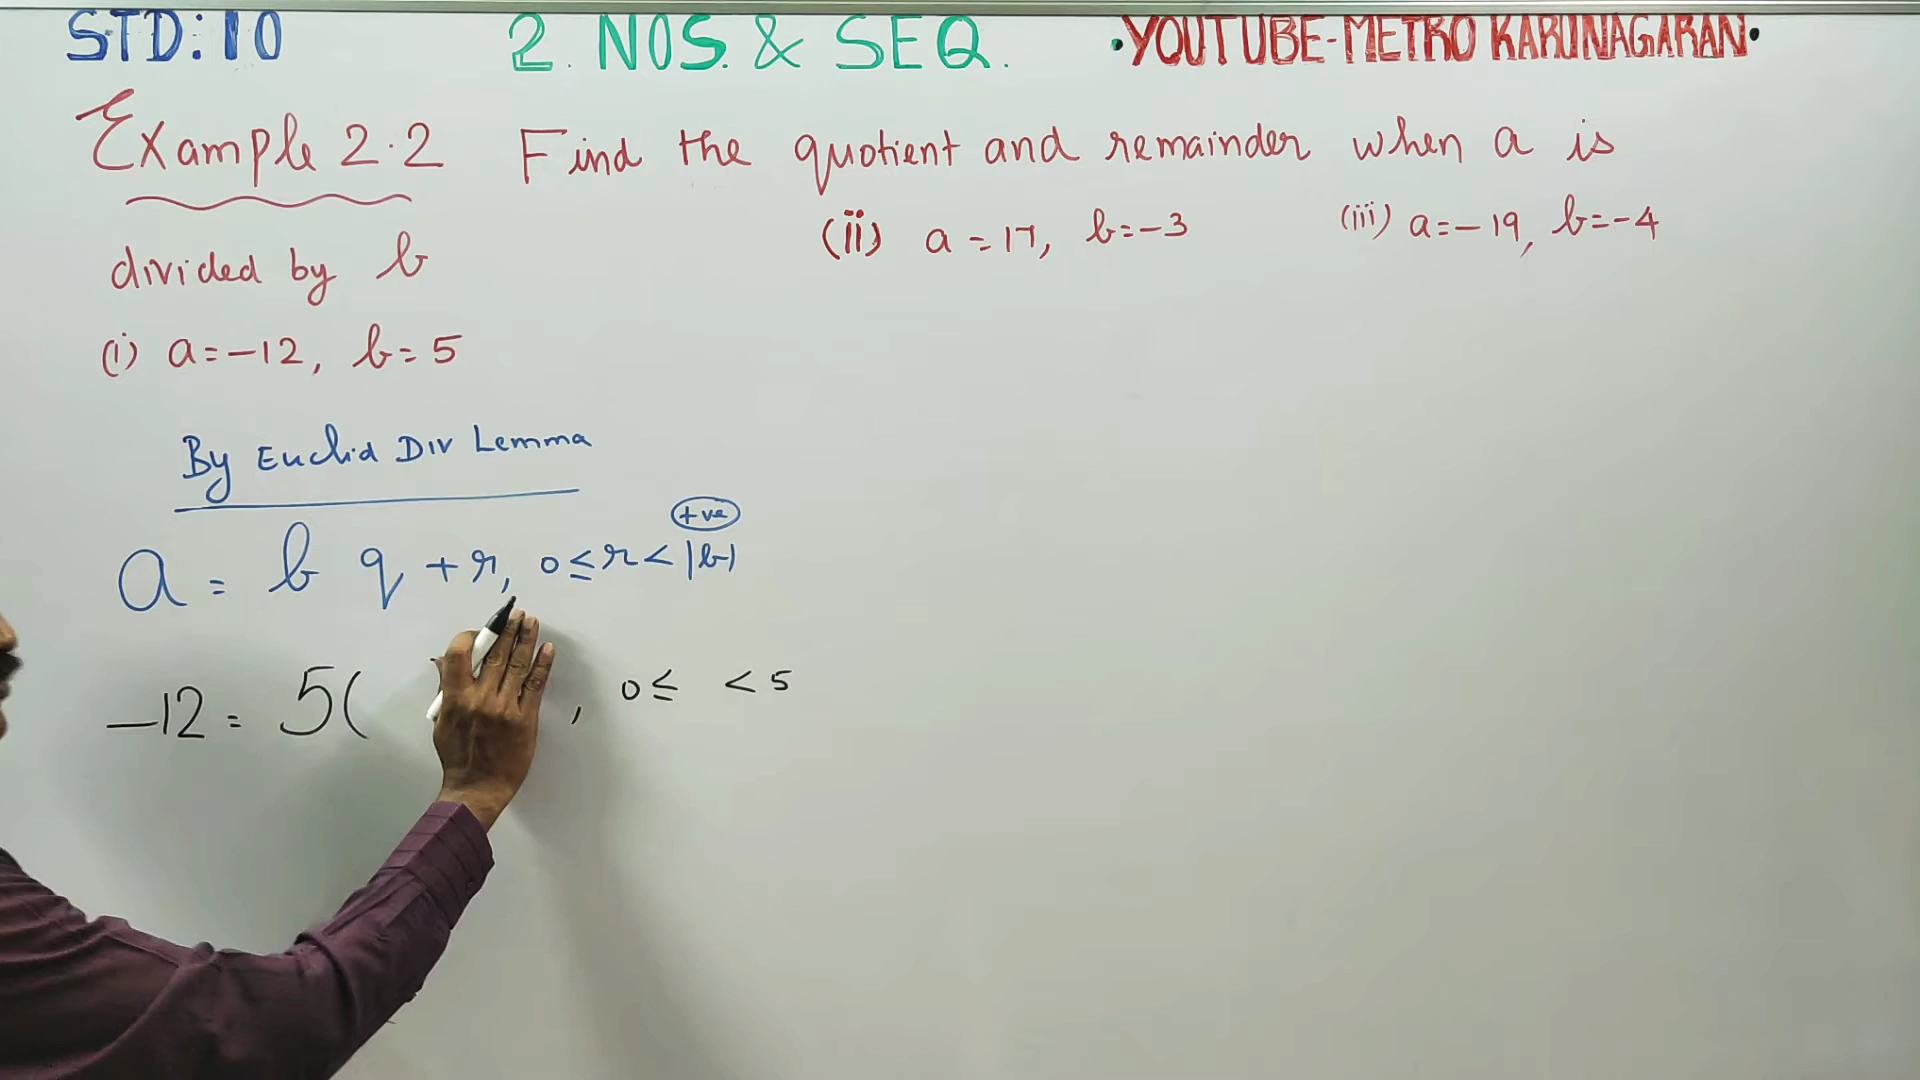 STD: 10 2. NOS. & SEQ. •YOUTUBE-METRO KARUNAGARAN•
Example 2.2 Find the quotient and remainder when a is
divided by b
(ii) a = 17, b=-3 (iii) a=-19, b=-4
(i) a=-12, b=5
By Euclid Div Lemma
+ve
a = b q + r, 0≤r<|b|
-12 = 5( , 0≤ <5